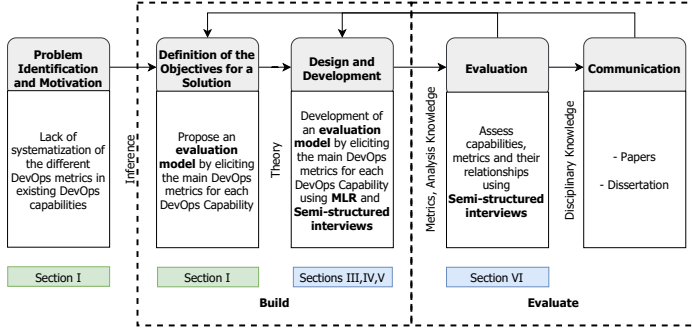 Problem
Identification
and Motivation
Lack of
systematization of
the different
DevOps metrics in
existing DevOps
capabilities
Section I
Inference
Definition of the
Objectives for a
Solution
Propose an
evaluation model
by eliciting
the main DevOps
metrics for each
DevOps Capability
Section I
Theory
Design and
Development
Development of
an evaluation
model by eliciting
the main DevOps
metrics for each
DevOps Capability
using MLR and
Semi-structured
interviews
Sections III,IV,V
Build
Metrics, Analysis Knowledge
Evaluation
Assess
capabilities,
metrics and their
relationships
using
Semi-structured
interviews
Section VI
Disciplinary Knowledge
Communication
- Papers
- Dissertation
Evaluate